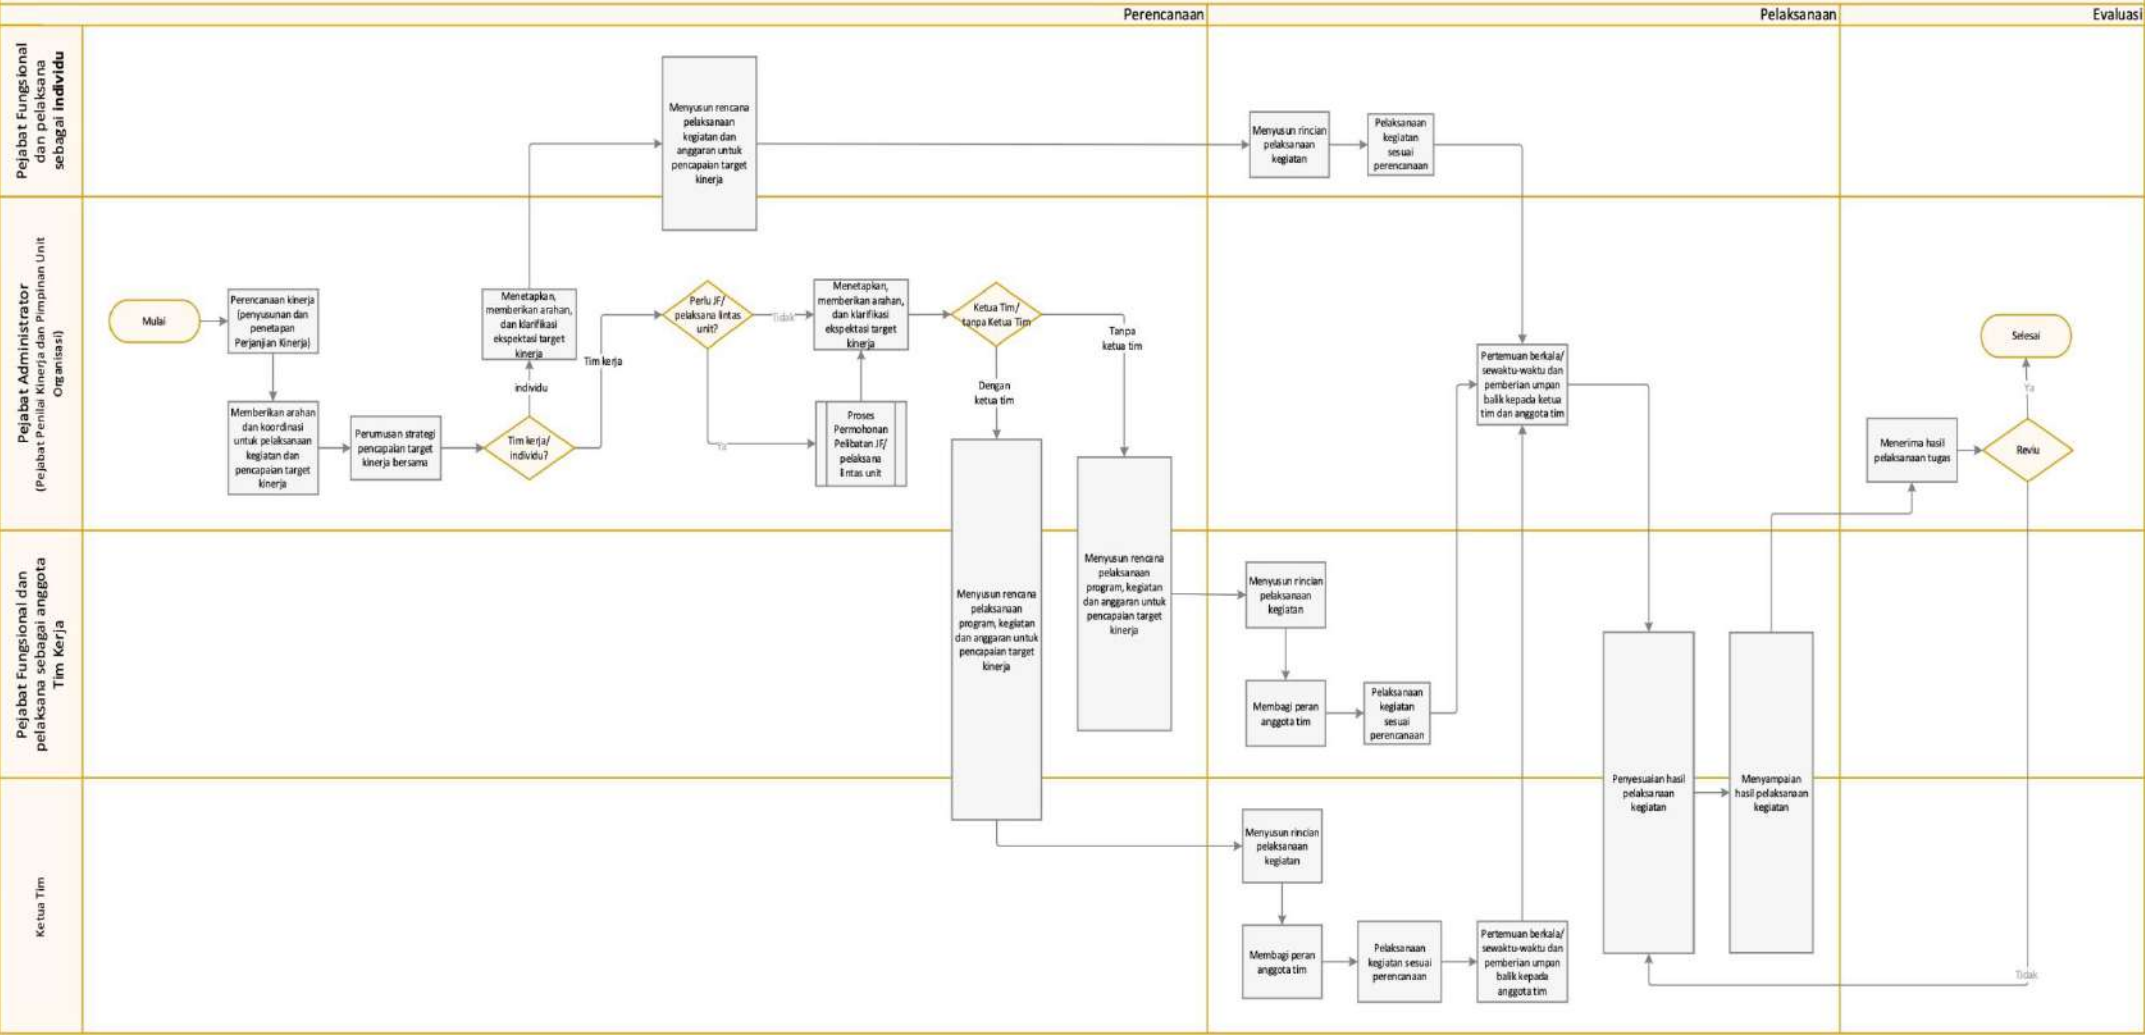 Perencanaan
Pelaksanaan
Evaluasi
Pejabat Fungsional
dan pelaksana
sebagai individu
Menyusun rencana
pelaksanaan
kegiatan dan
anggaran untuk
pencapaian target
kinerja
Menyusun rincian
pelaksanaan
kegiatan
Pelaksanaan
kegiatan
sesuai
perencanaan
Pejabat Administrator
(Pejabat Penilai Kinerja dan Pimpinan Unit
Organisasi)
Mulai
Perencanaan kinerja
(penyusunan dan
penetapan
Perjanjian Kinerja)
Memberikan arahan
dan koordinasi
untuk pelaksanaan
kegiatan dan
pencapaian target
kinerja
Perumusan strategi
pencapaian target
kinerja bersama
Tim kerja/
individu?
individu
Menetapkan,
memberikan arahan,
dan klarifikasi
ekspektasi target
kinerja
Tim kerja
Perlu JF/
pelaksana lintas
unit?
Tidak
Ya
Proses
Permohonan
Pelibatan JF/
pelaksana
lintas unit
Menetapkan,
memberikan arahan,
dan klarifikasi
ekspektasi target
kinerja
Ketua Tim/
tanpa Ketua Tim
Dengan
ketua tim
Tanpa
ketua tim
Pertemuan berkala/
sewaktu-waktu dan
pemberian umpan
balik kepada ketua
tim dan anggota tim
Menerima hasil
pelaksanaan tugas
Reviu
Ya
Selesai
Pejabat Fungsional dan
pelaksana sebagai anggota
Tim Kerja
Menyusun rencana
pelaksanaan
program, kegiatan
dan anggaran untuk
pencapaian target
kinerja
Menyusun rencana
pelaksanaan
program, kegiatan
dan anggaran untuk
pencapaian target
kinerja
Menyusun rincian
pelaksanaan
kegiatan
Membagi peran
anggota tim
Pelaksanaan
kegiatan
sesuai
perencanaan
Penyesuaian hasil
pelaksanaan
kegiatan
Menyampaian
hasil pelaksanaan
kegiatan
Ketua Tim
Menyusun rincian
pelaksanaan
kegiatan
Membagi peran
anggota tim
Pelaksanaan
kegiatan sesuai
perencanaan
Pertemuan berkala/
sewaktu-waktu dan
pemberian umpan
balik kepada
anggota tim
Tidak